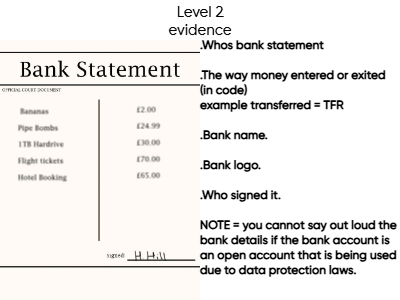 Level 2
evidence
Bank Statement
OFFICIAL COURT DOCUMENT
Bananas £2.00
Pipe Bombs £24.99
1TB Hardrive £30.00
Flight tickets £70.00
Hotel Booking £65.00
signed: H Hill
.Whos bank statement
.The way money entered or exited
(in code)
example transferred = TFR
.Bank name.
.Bank logo.
.Who signed it.
NOTE = you cannot say out loud the
bank details if the bank account is
an open account that is being used
due to data protection laws.